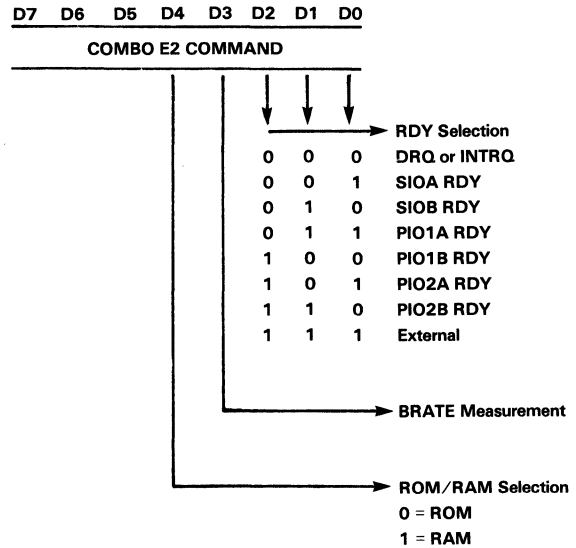 D7 D6 D5 D4 D3 D2 D1 D0
COMBO E2 COMMAND
RDY Selection
0 0 0 DRQ or INTRQ
0 0 1 SIOA RDY
0 1 0 SIOB RDY
0 1 1 PIO1A RDY
1 0 0 PIO1B RDY
1 0 1 PIO2A RDY
1 1 0 PIO2B RDY
1 1 1 External
BRATE Measurement
ROM/RAM Selection
0 = ROM
1 = RAM